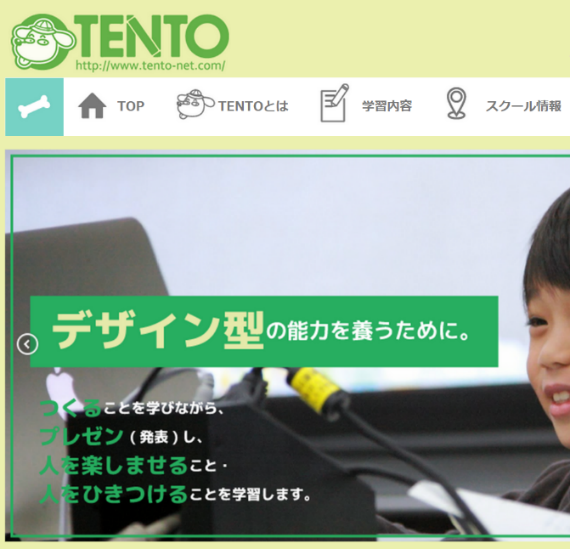 TENTO
http://www.tento-net.com/
TOP
TENTOとは
学習内容
スクール情報
デザイン型の能力を養うために。
つくることを学びながら、
プレゼン(発表)し、
人を楽しませること・
人をひきつけることを学習します。